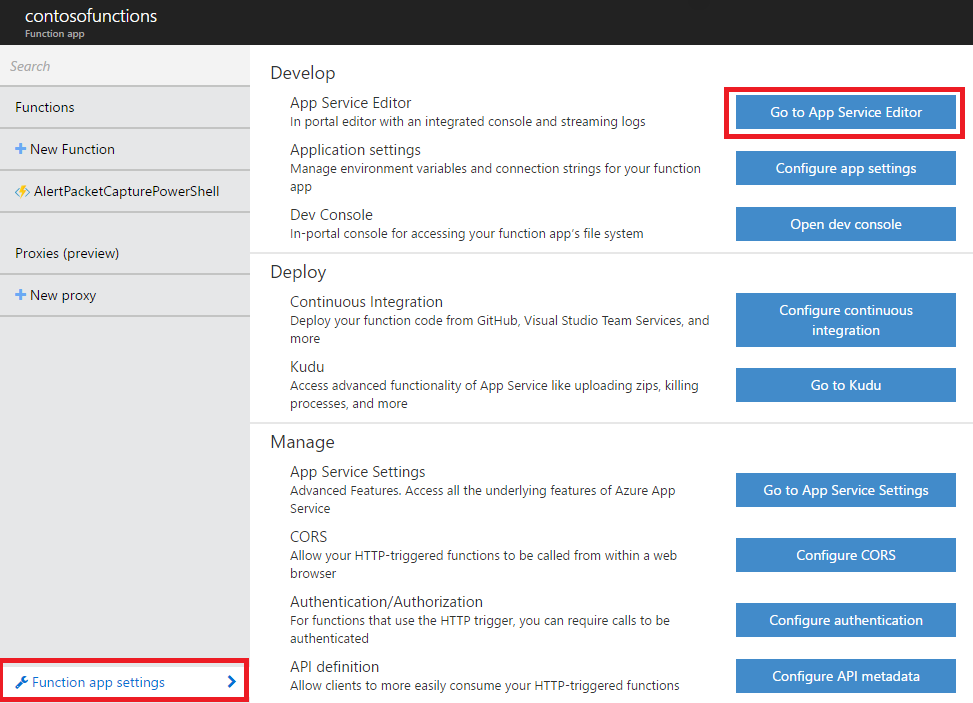 contosofunctions
Function app
Search
Functions
New Function
AlertPacketCapturePowerShell
Proxies (preview)
New proxy
Function app settings
Develop
App Service Editor
In portal editor with an integrated console and streaming logs
Go to App Service Editor
Application settings
Manage environment variables and connection strings for your function
app
Configure app settings
Dev Console
In-portal console for accessing your function app's file system
Open dev console
Deploy
Continuous Integration
Deploy your function code from GitHub, Visual Studio Team Services, and
more
Configure continuous
integration
Kudu
Access advanced functionality of App Service like uploading zips, killing
processes, and more
Go to Kudu
Manage
App Service Settings
Advanced Features. Access all the underlying features of Azure App
Service
Go to App Service Settings
CORS
Allow your HTTP-triggered functions to be called from within a web
browser
Configure CORS
Authentication/Authorization
For functions that use the HTTP trigger, you can require calls to be
authenticated
Configure authentication
API definition
Allow clients to more easily consume your HTTP-triggered functions
Configure API metadata